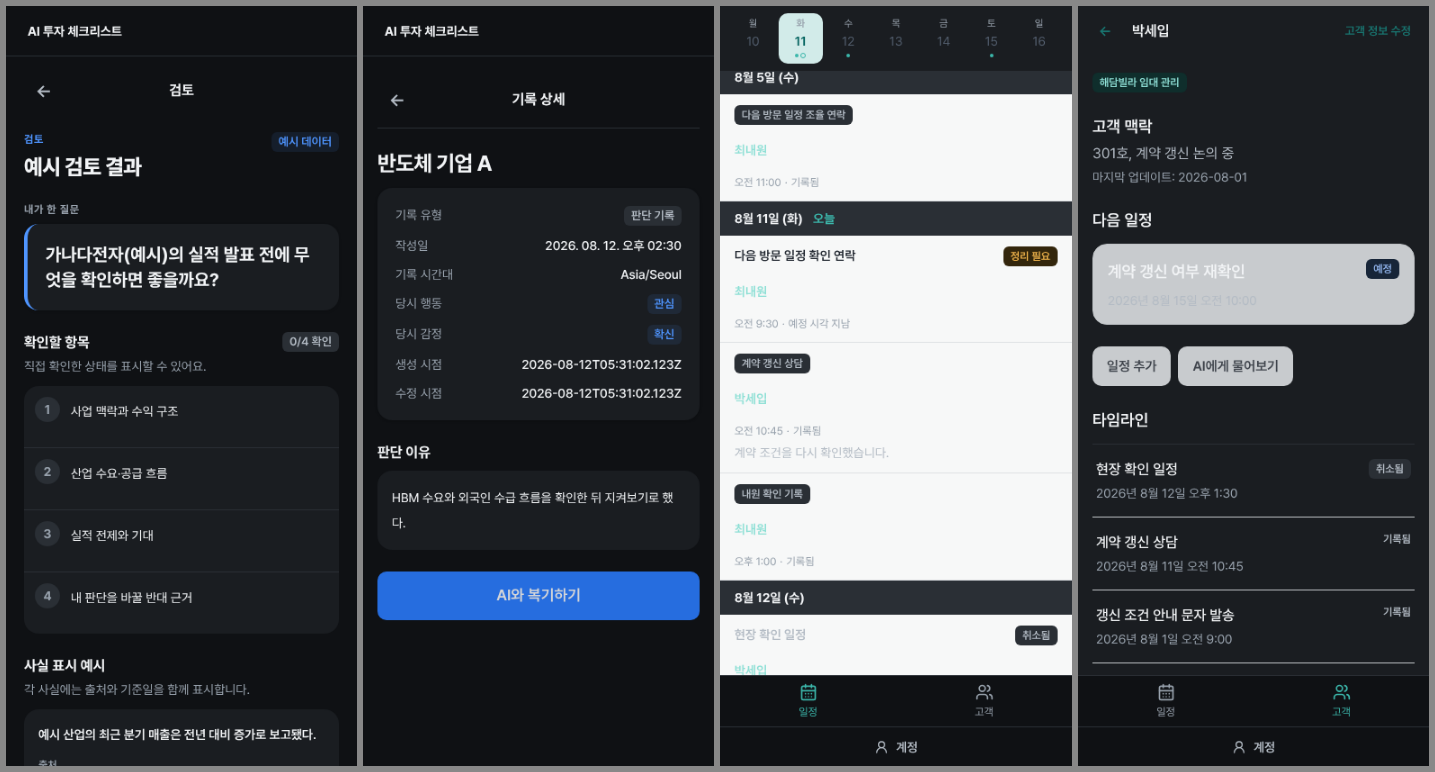 AI 투자 체크리스트
검토
검토
예시 데이터
예시 검토 결과
내가 한 질문
가나다전자(예시)의 실적 발표 전에 무
엇을 확인하면 좋을까요?
확인할 항목
0/4 확인
직접 확인한 상태를 표시할 수 있어요.
1 사업 맥락과 수익 구조
2 산업 수요·공급 흐름
3 실적 전제와 기대
4 내 판단을 바꿀 반대 근거
사실 표시 예시
각 사실에는 출처와 기준일을 함께 표시합니다.
예시 산업의 최근 분기 매출은 전년 대비 증가로 보고됐다.
출처
AI 투자 체크리스트
기록 상세
반도체 기업 A
기록 유형 판단 기록
작성일 2026. 08. 12. 오후 02:30
기록 시간대 Asia/Seoul
당시 행동 관심
당시 감정 확신
생성 시점 2026-08-12T05:31:02.123Z
수정 시점 2026-08-12T05:31:02.123Z
판단 이유
HBM 수요와 외국인 수급 흐름을 확인한 뒤 지켜보기로 했
다.
AI와 복기하기
월 화 수 목 금 토 일
10 11 12 13 14 15 16
8월 5일 (수)
다음 방문 일정 조율 연락
최내원
오전 11:00 · 기록됨
8월 11일 (화) 오늘
다음 방문 일정 확인 연락
정리 필요
최내원
오전 9:30 · 예정 시각 지남
계약 갱신 상담
박세입
오전 10:45 · 기록됨
계약 조건을 다시 확인했습니다.
내원 확인 기록
최내원
오후 1:00 · 기록됨
8월 12일 (수)
현장 확인 일정
취소됨
박세입
일정
고객
계정
박세입
고객 정보 수정
해담빌라 임대 관리
고객 맥락
301호, 계약 갱신 논의 중
마지막 업데이트: 2026-08-01
다음 일정
계약 갱신 여부 재확인
예정
2026년 8월 15일 오전 10:00
일정 추가
AI에게 물어보기
타임라인
현장 확인 일정
취소됨
2026년 8월 12일 오후 1:30
계약 갱신 상담
기록됨
2026년 8월 11일 오전 10:45
갱신 조건 안내 문자 발송
기록됨
2026년 8월 1일 오전 9:00
일정
고객
계정